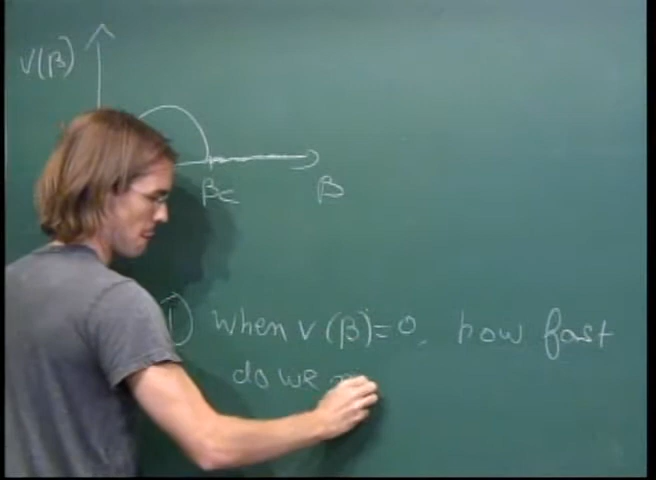 v(β)
βc
β
① when v(β)=0, how fast
do we